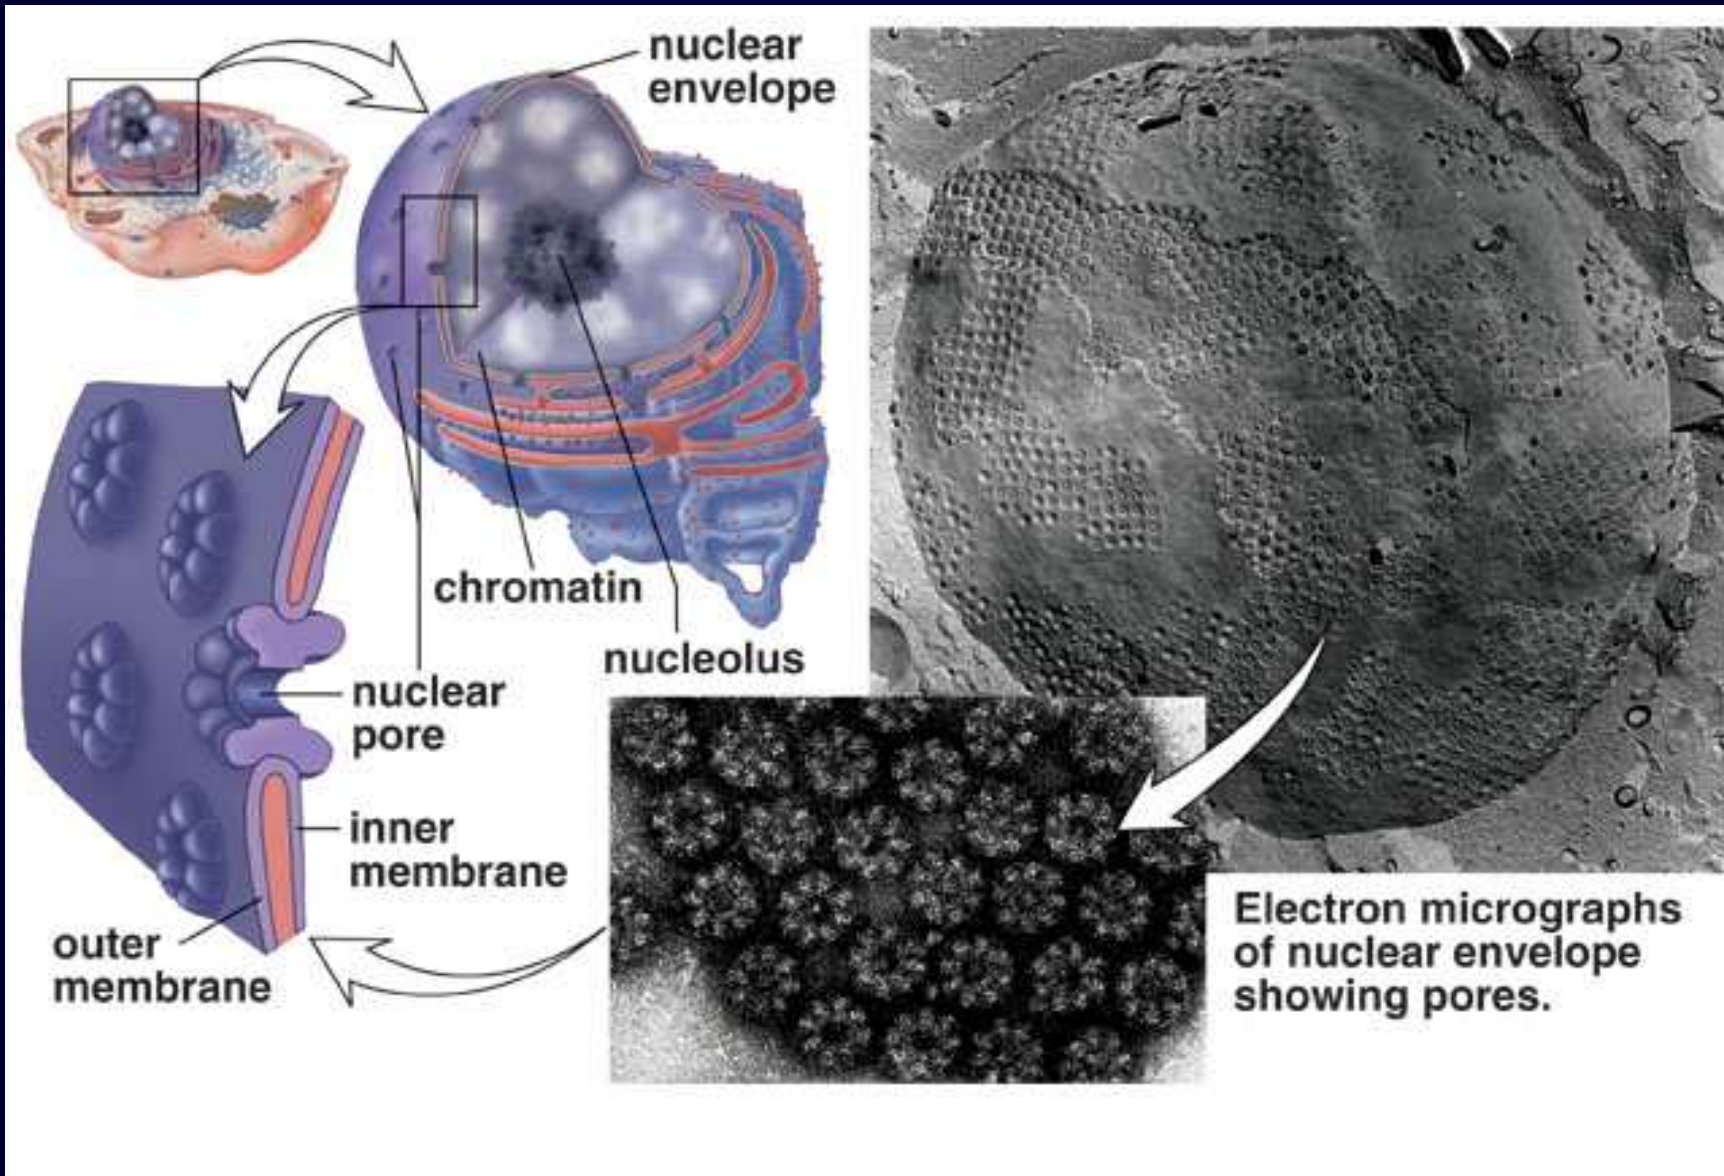 nuclear
envelope
chromatin
nucleolus
nuclear
pore
inner
membrane
outer
membrane
Electron micrographs
of nuclear envelope
showing pores.